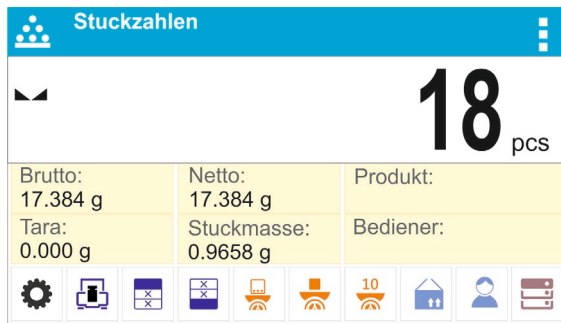 Stuckzahlen
18 pcs
Brutto:
17.384 g
Netto:
17.384 g
Produkt:
Tara:
0.000 g
Stuckmasse:
0.9658 g
Bediener:
10